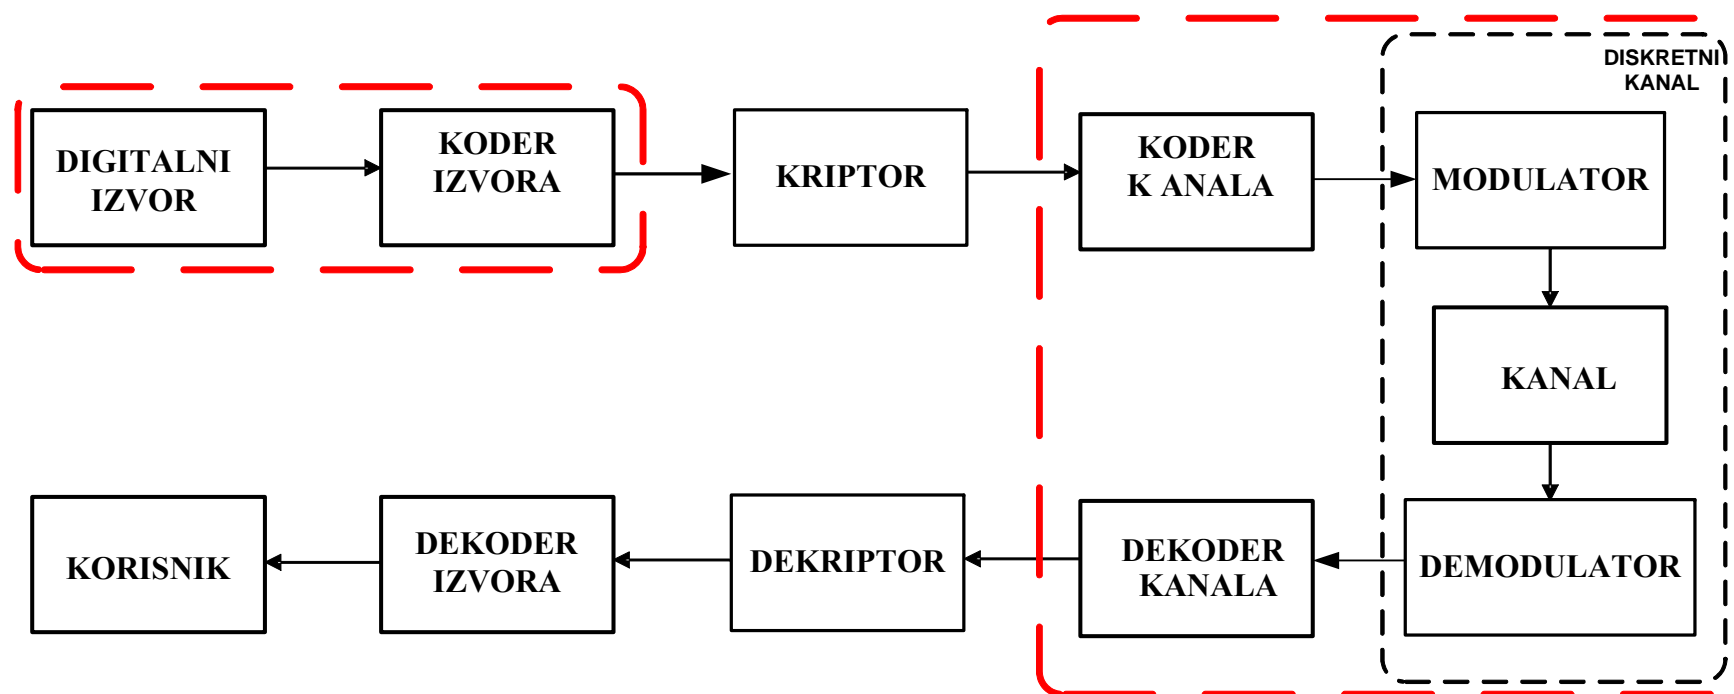 DISKRETNI
KANAL
DIGITALNI
IZVOR
KODER
IZVORA
KRIPTOR
KODER
K ANALA
MODULATOR
KANAL
KORISNIK
DEKODER
IZVORA
DEKRIPTOR
DEKODER
KANALA
DEMODULATOR